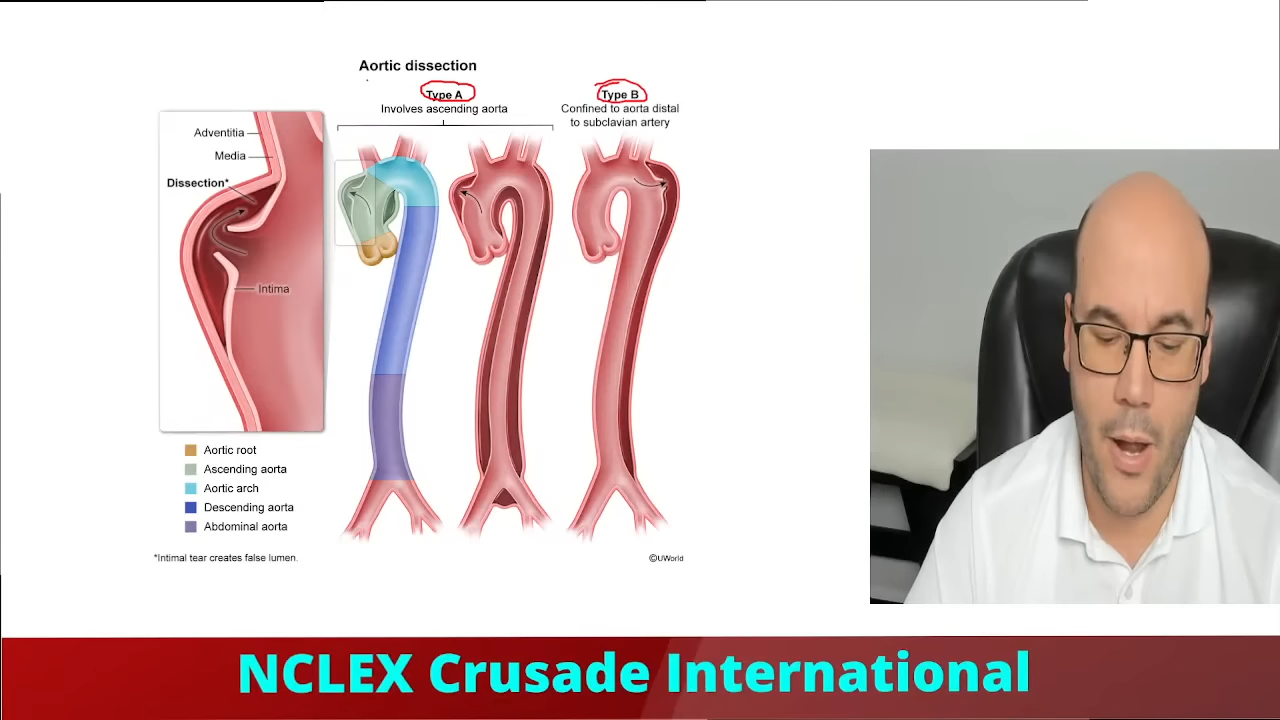 Aortic dissection
Type A
Involves ascending aorta
Type B
Confined to aorta distal
to subclavian artery
Adventitia
Media
Dissection*
Intima
Aortic root
Ascending aorta
Aortic arch
Descending aorta
Abdominal aorta
*Intimal tear creates false lumen.
©UWorld
NCLEX Crusade International